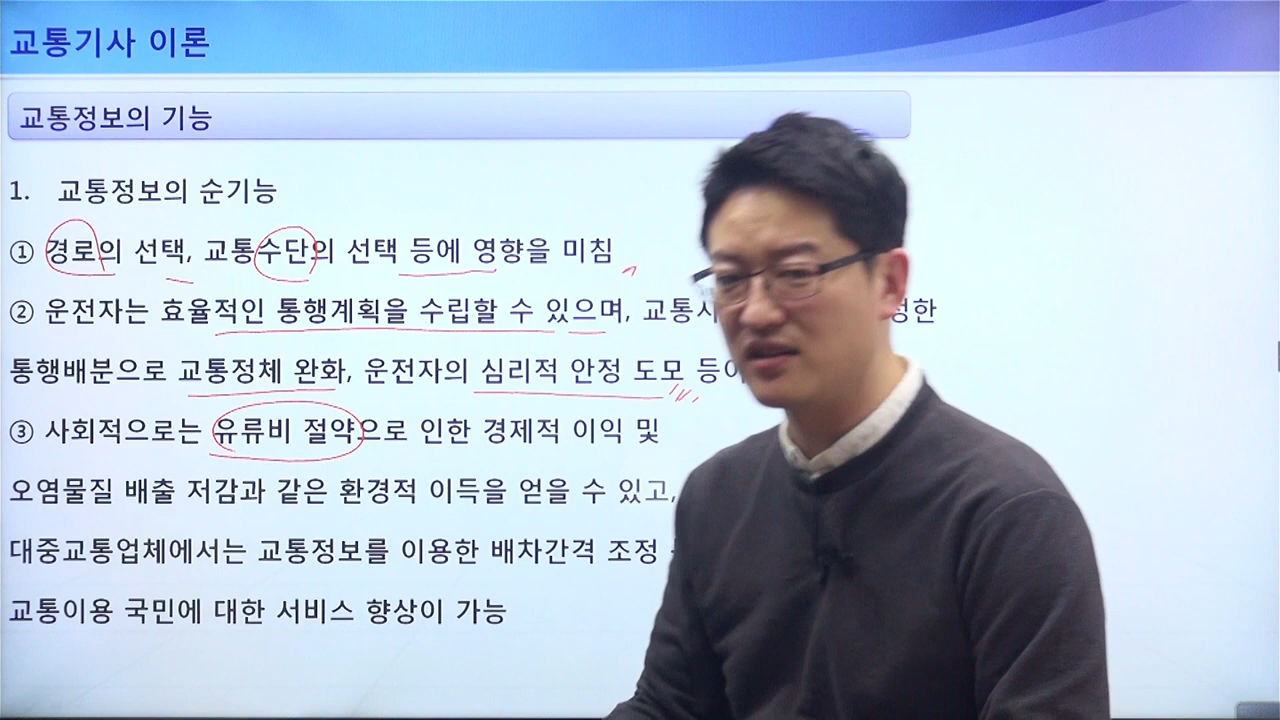 교통기사 이론
교통정보의 기능
1. 교통정보의 순기능
① 경로의 선택, 교통수단의 선택 등에 영향을 미침
② 운전자는 효율적인 통행계획을 수립할 수 있으며,
통행배분으로 교통정체 완화, 운전자의 심리적 안정 도모
③ 사회적으로는 유류비 절약으로 인한 경제적 이익 및
오염물질 배출 저감과 같은 환경적 이득을 얻을 수 있고,
대중교통업체에서는 교통정보를 이용한 배차간격 조정
교통이용 국민에 대한 서비스 향상이 가능